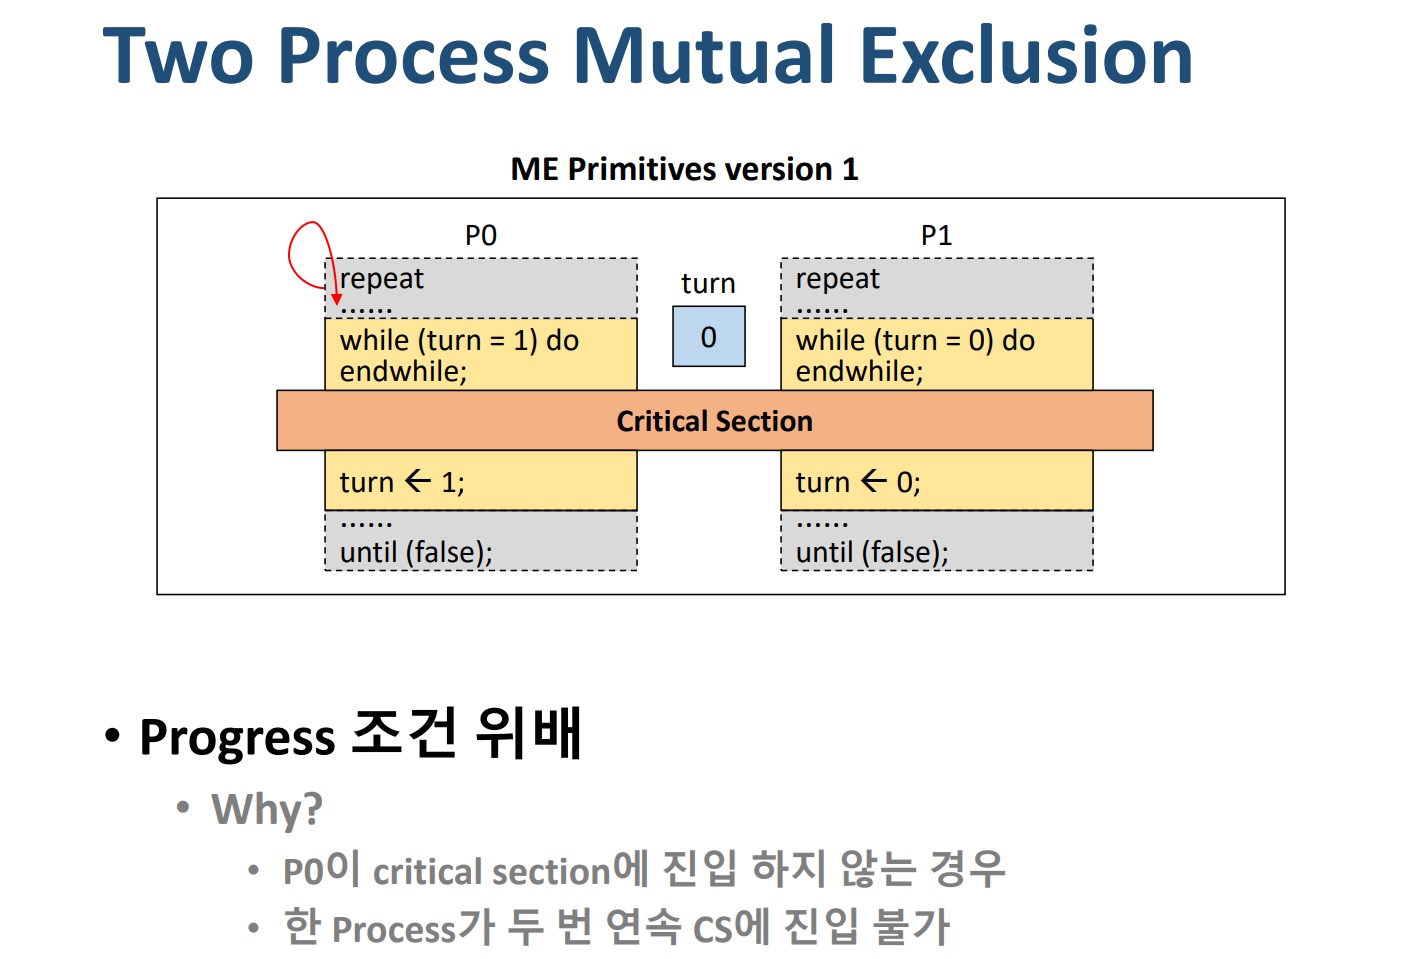 Two Process Mutual Exclusion
ME Primitives version 1
P0
repeat
......
while (turn = 1) do
endwhile;
turn
0
P1
repeat
......
while (turn = 0) do
endwhile;
Critical Section
turn ← 1;
......
until (false);
turn ← 0;
......
until (false);
• Progress 조건 위배
• Why?
• P0이 critical section에 진입 하지 않는 경우
• 한 Process가 두 번 연속 CS에 진입 불가